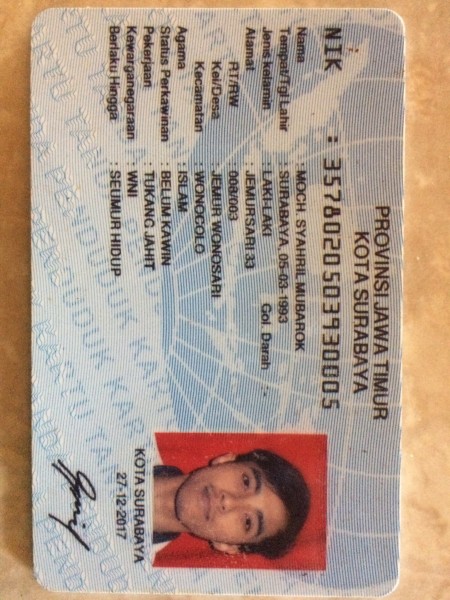 PROVINSI JAWA TIMUR
KOTA SURABAYA
NIK : 3578020503930005
Nama : MOCH. SYAHRIL MUBAROK
Tempat/Tgl Lahir : SURABAYA, 05-03-1993
Jenis kelamin : LAKI-LAKI Gol. Darah : -
Alamat : JEMURSARI 33
RT/RW : 008/003
Kel/Desa : JEMUR WONOSARI
Kecamatan : WONOCOLO
Agama : ISLAM
Status Perkawinan : BELUM KAWIN
Pekerjaan : TUKANG JAHIT
Kewarganegaraan : WNI
Berlaku Hingga : SEUMUR HIDUP
KOTA SURABAYA
27-12-2017